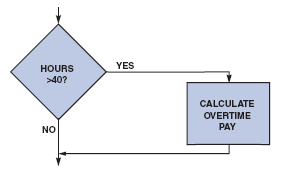 HOURS
>40?
YES
CALCULATE
OVERTIME
PAY
NO